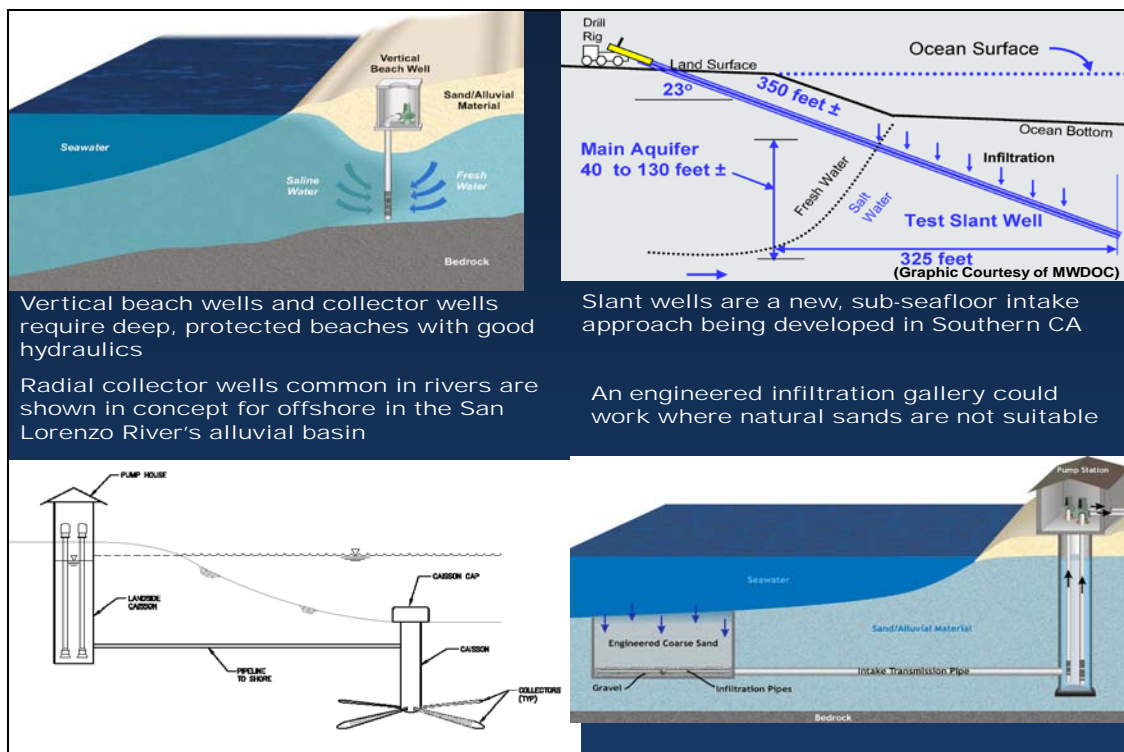 Vertical
Beach Well
Sand/Alluvial
Material
Seawater
Saline
Water
Fresh
Water
Bedrock
Drill
Rig
Land Surface
Ocean Surface
23°
350 feet ±
Ocean Bottom
Main Aquifer
40 to 130 feet ±
Fresh Water
Salt
Water
Infiltration
Test Slant Well
325 feet
(Graphic Courtesy of MWDOC)
Vertical beach wells and collector wells
require deep, protected beaches with good
hydraulics
Radial collector wells common in rivers are
shown in concept for offshore in the San
Lorenzo River's alluvial basin
Slant wells are a new, sub-seafloor intake
approach being developed in Southern CA
An engineered infiltration gallery could
work where natural sands are not suitable
PUMP HOUSE
CAISSON CAP
LANDSIDE
CAISSON
CAISSON
PIPELINE
TO SHORE
COLLECTORS
(TYP)
Pump Station
Seawater
Sand/Alluvial Material
Engineered Coarse Sand
Intake Transmission Pipe
Gravel
Infiltration Pipes
Bedrock